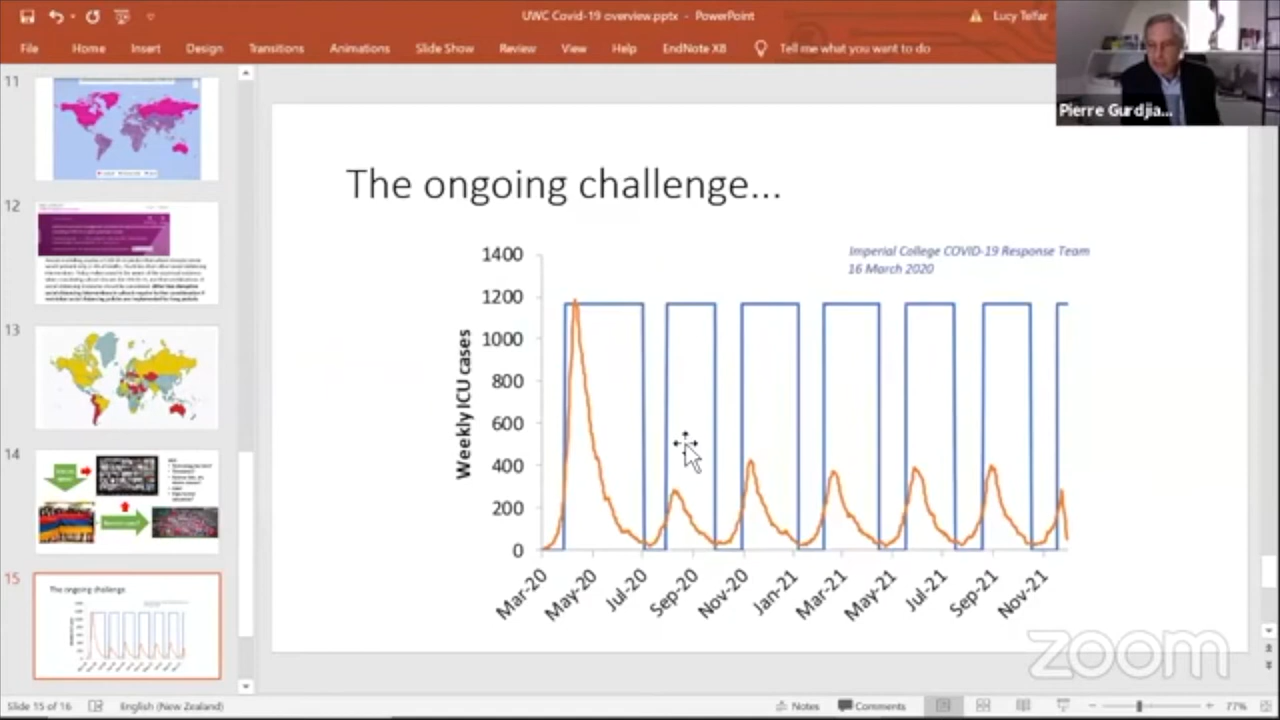 UWC Covid-19 overview.pptx - PowerPoint
Lucy Telfar
File Home Insert Design Transitions Animations Slide Show Review View Help EndNote X8 Tell me what you want to do
Pierre Gurdjia...
11
12
13
14
15
The ongoing challenge
The ongoing challenge...
Imperial College COVID-19 Response Team
16 March 2020
Weekly ICU cases
1400
1200
1000
800
600
400
200
0
Mar-20 May-20 Jul-20 Sep-20 Nov-20 Jan-21 Mar-21 May-21 Jul-21 Sep-21 Nov-21
zoom
Slide 15 of 16 English (New Zealand) Notes Comments 77%